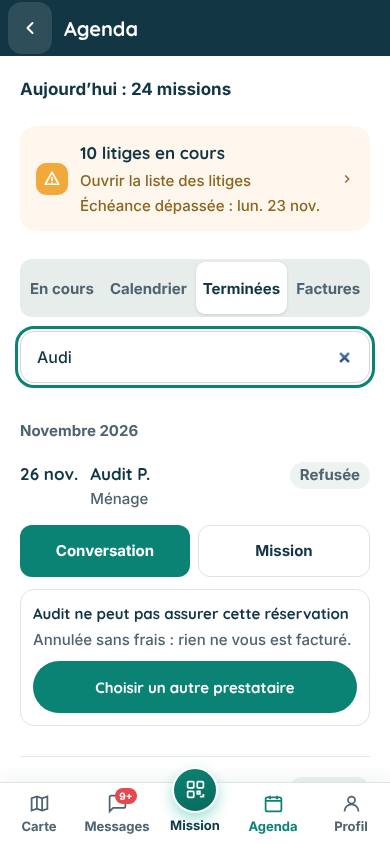 Agenda
Aujourd’hui : 24 missions
10 litiges en cours
Ouvrir la liste des litiges
Échéance dépassée : lun. 23 nov.
En cours
Calendrier
Terminées
Factures
Audi
Novembre 2026
26 nov. Audit P.
Refusée
Ménage
Conversation
Mission
Audit ne peut pas assurer cette réservation
Annulée sans frais : rien ne vous est facturé.
Choisir un autre prestataire
9+
Carte
Messages
Mission
Agenda
Profil